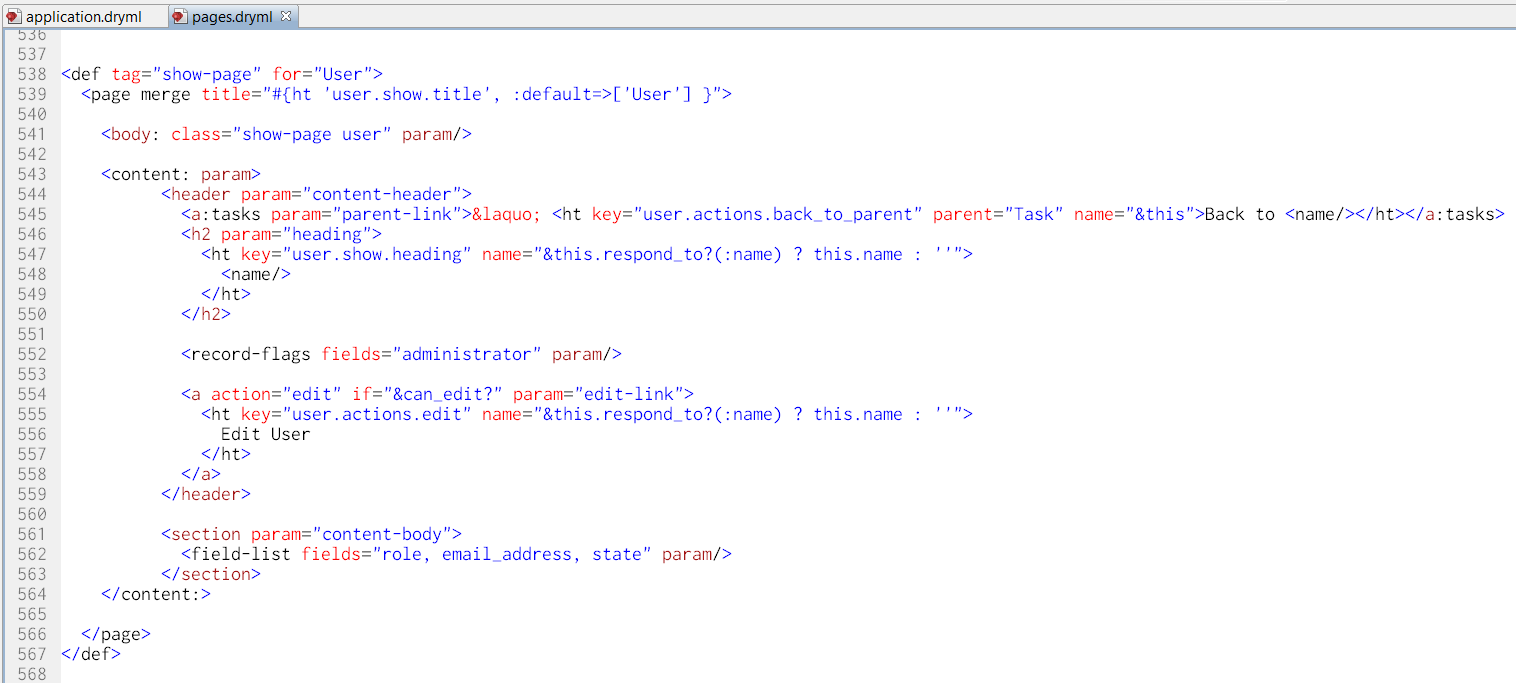 application.dryml pages.dryml
536
537
538 <def tag="show-page" for="User">
539   <page merge title="#{ht 'user.show.title', :default=>['User'] }">
540
541     <body: class="show-page user" param/>
542
543     <content: param>
544           <header param="content-header">
545             <a:tasks param="parent-link">&laquo; <ht key="user.actions.back_to_parent" parent="Task" name="&this">Back to <name/></ht></a:tasks>
546             <h2 param="heading">
547               <ht key="user.show.heading" name="&this.respond_to?(:name) ? this.name : ''">
548                 <name/>
549               </ht>
550             </h2>
551
552             <record-flags fields="administrator" param/>
553
554             <a action="edit" if="&can_edit?" param="edit-link">
555               <ht key="user.actions.edit" name="&this.respond_to?(:name) ? this.name : ''">
556                 Edit User
557               </ht>
558             </a>
559           </header>
560
561           <section param="content-body">
562             <field-list fields="role, email_address, state" param/>
563           </section>
564     </content:>
565
566   </page>
567 </def>
568